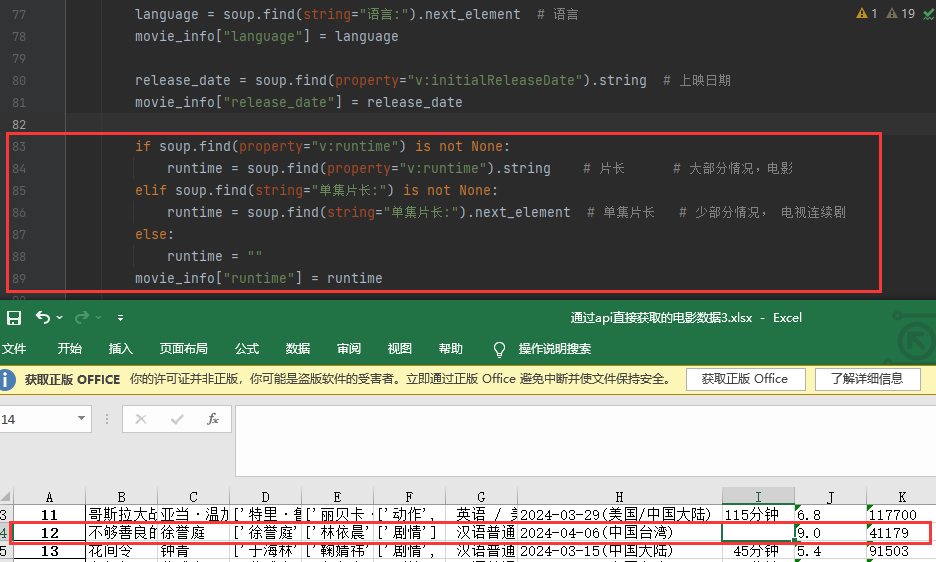 77 language = soup.find(string="语言:").next_element # 语言
78 movie_info["language"] = language
79
80 release_date = soup.find(property="v:initialReleaseDate").string # 上映日期
81 movie_info["release_date"] = release_date
82
83 if soup.find(property="v:runtime") is not None:
84 runtime = soup.find(property="v:runtime").string # 片长 # 大部分情况,电影
85 elif soup.find(string="单集片长:") is not None:
86 runtime = soup.find(string="单集片长:").next_element # 单集片长 # 少部分情况, 电视连续剧
87 else:
88 runtime = ""
89 movie_info["runtime"] = runtime
1 19
通过api直接获取的电影数据3.xlsx - Excel
文件 开始 插入 页面布局 公式 数据 审阅 视图 帮助 操作说明搜索
获取正版 OFFICE 你的许可证并非正版,你可能是盗版软件的受害者。立即通过正版 Office 避免中断并使文件保持安全。 获取正版 Office 了解详细信息
14 fx
A B C D E F G H I J K
3 11 哥斯拉大战 亚当·温加 ['特里·鲁 ['丽贝卡· ['动作', 英语 / 2024-03-29(美国/中国大陆) 115分钟 6.8 117700
4 12 不够善良的 徐誉庭 ['徐誉庭' ['林依晨 ['剧情'] 汉语普通 2024-04-06(中国台湾) 9.0 41179
5 13 花间令 钟青 ['于海林' ['鞠婧祎' ['剧情', 汉语普通 2024-03-15(中国大陆) 45分钟 5.4 91503